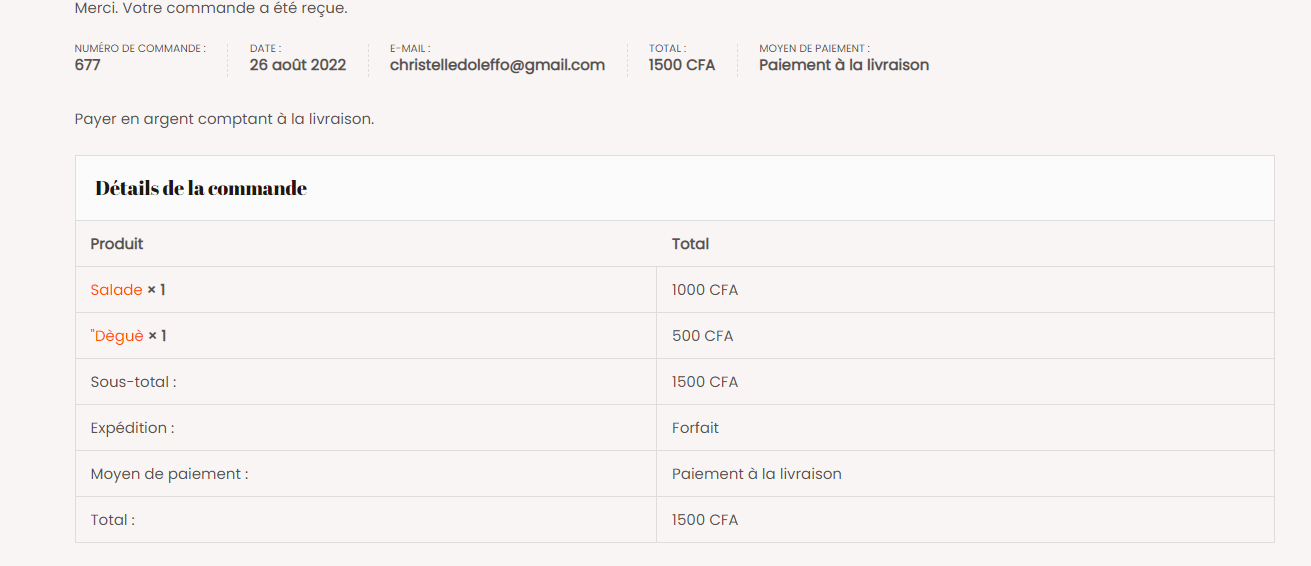 Merci. Votre commande a été reçue.
NUMÉRO DE COMMANDE : DATE : E-MAIL : TOTAL : MOYEN DE PAIEMENT :
677 26 août 2022 christelledoleffo@gmail.com 1500 CFA Paiement à la livraison
Payer en argent comptant à la livraison.
Détails de la commande
Produit Total
Salade × 1 1000 CFA
"Dèguè × 1 500 CFA
Sous-total : 1500 CFA
Expédition : Forfait
Moyen de paiement : Paiement à la livraison
Total : 1500 CFA